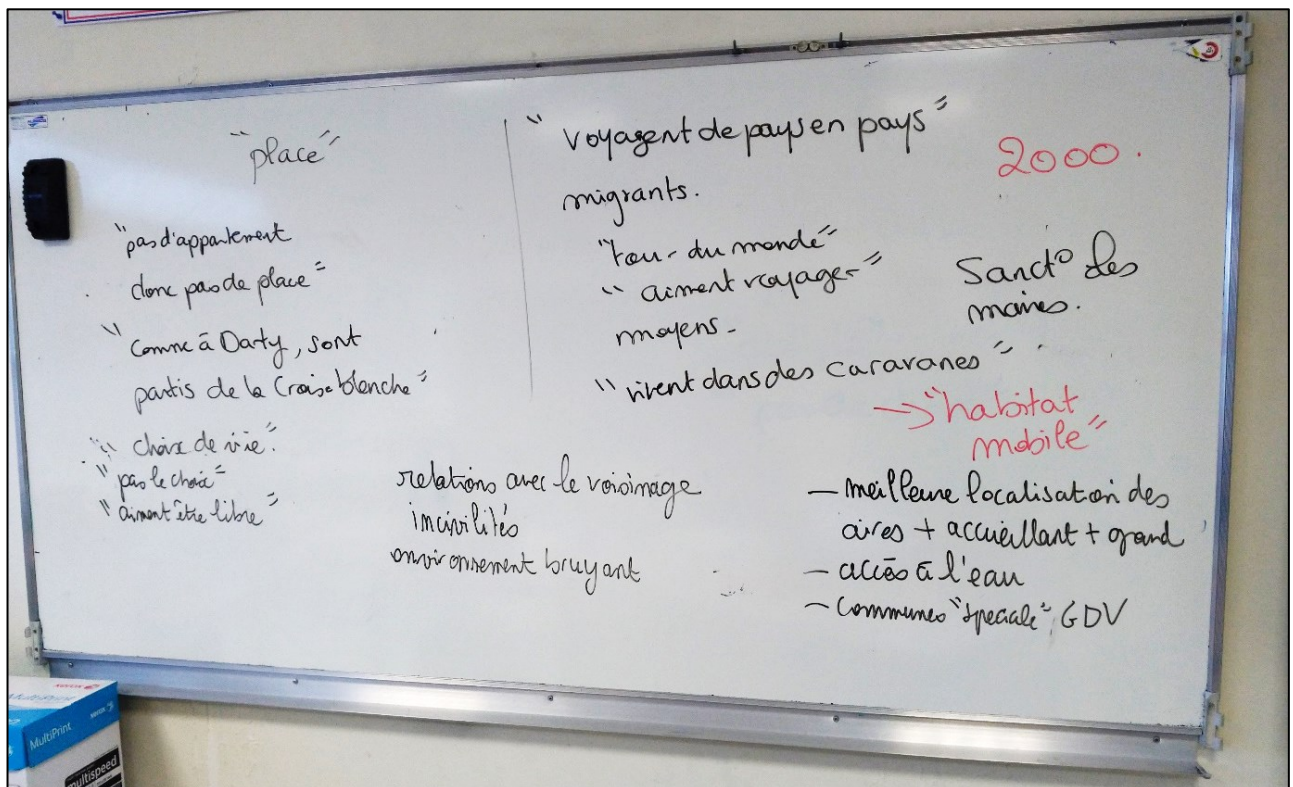 "place"
"pas d'appartement
donc pas de place"
"comme à Darty, sont
partis de la Croix blanche"
"choix de vie"
"pas le choix"
"aiment être libre"
"voyagent de pays en pays"
migrants.
"tour du monde"
"aiment voyager"
moyens.
"vivent dans des caravanes"
2000.
Sanct° des
maires.
→ "habitat
mobile"
relations avec le voisinage
incivilités
environnement bruyant
- meilleure localisation des
aires + accueillant + grand
- accès à l'eau
- communes "spéciale" GDV
MultiPrint
multispeed